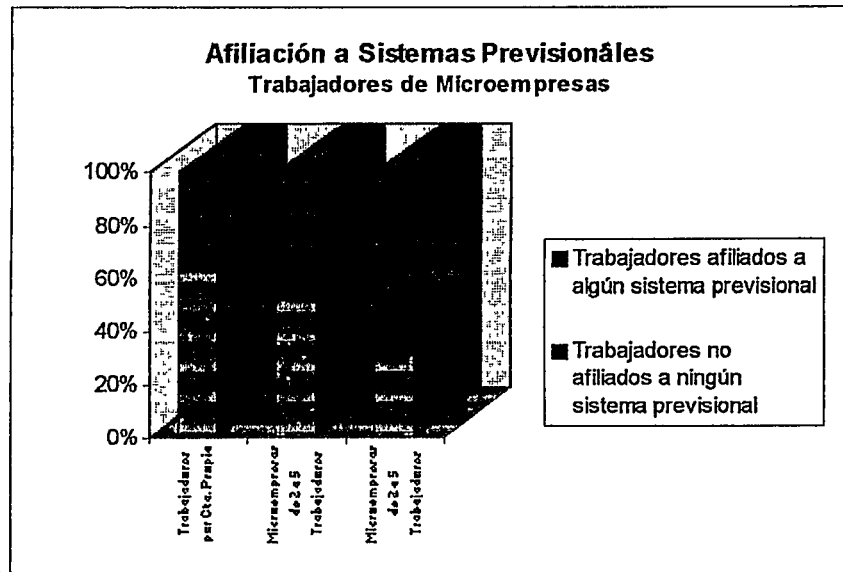 Afiliación a Sistemas Previsionáles
Trabajadores de Microempresas
100%
80%
60%
40%
20%
0%
Trabajadores
por Cta. Propia
Microempresas
de 2 a 5
Trabajadores
Microempresas
de 2 a 5
Trabajadores
Trabajadores afiliados a
algún sistema previsional
Trabajadores no
afiliados a ningún
sistema previsional